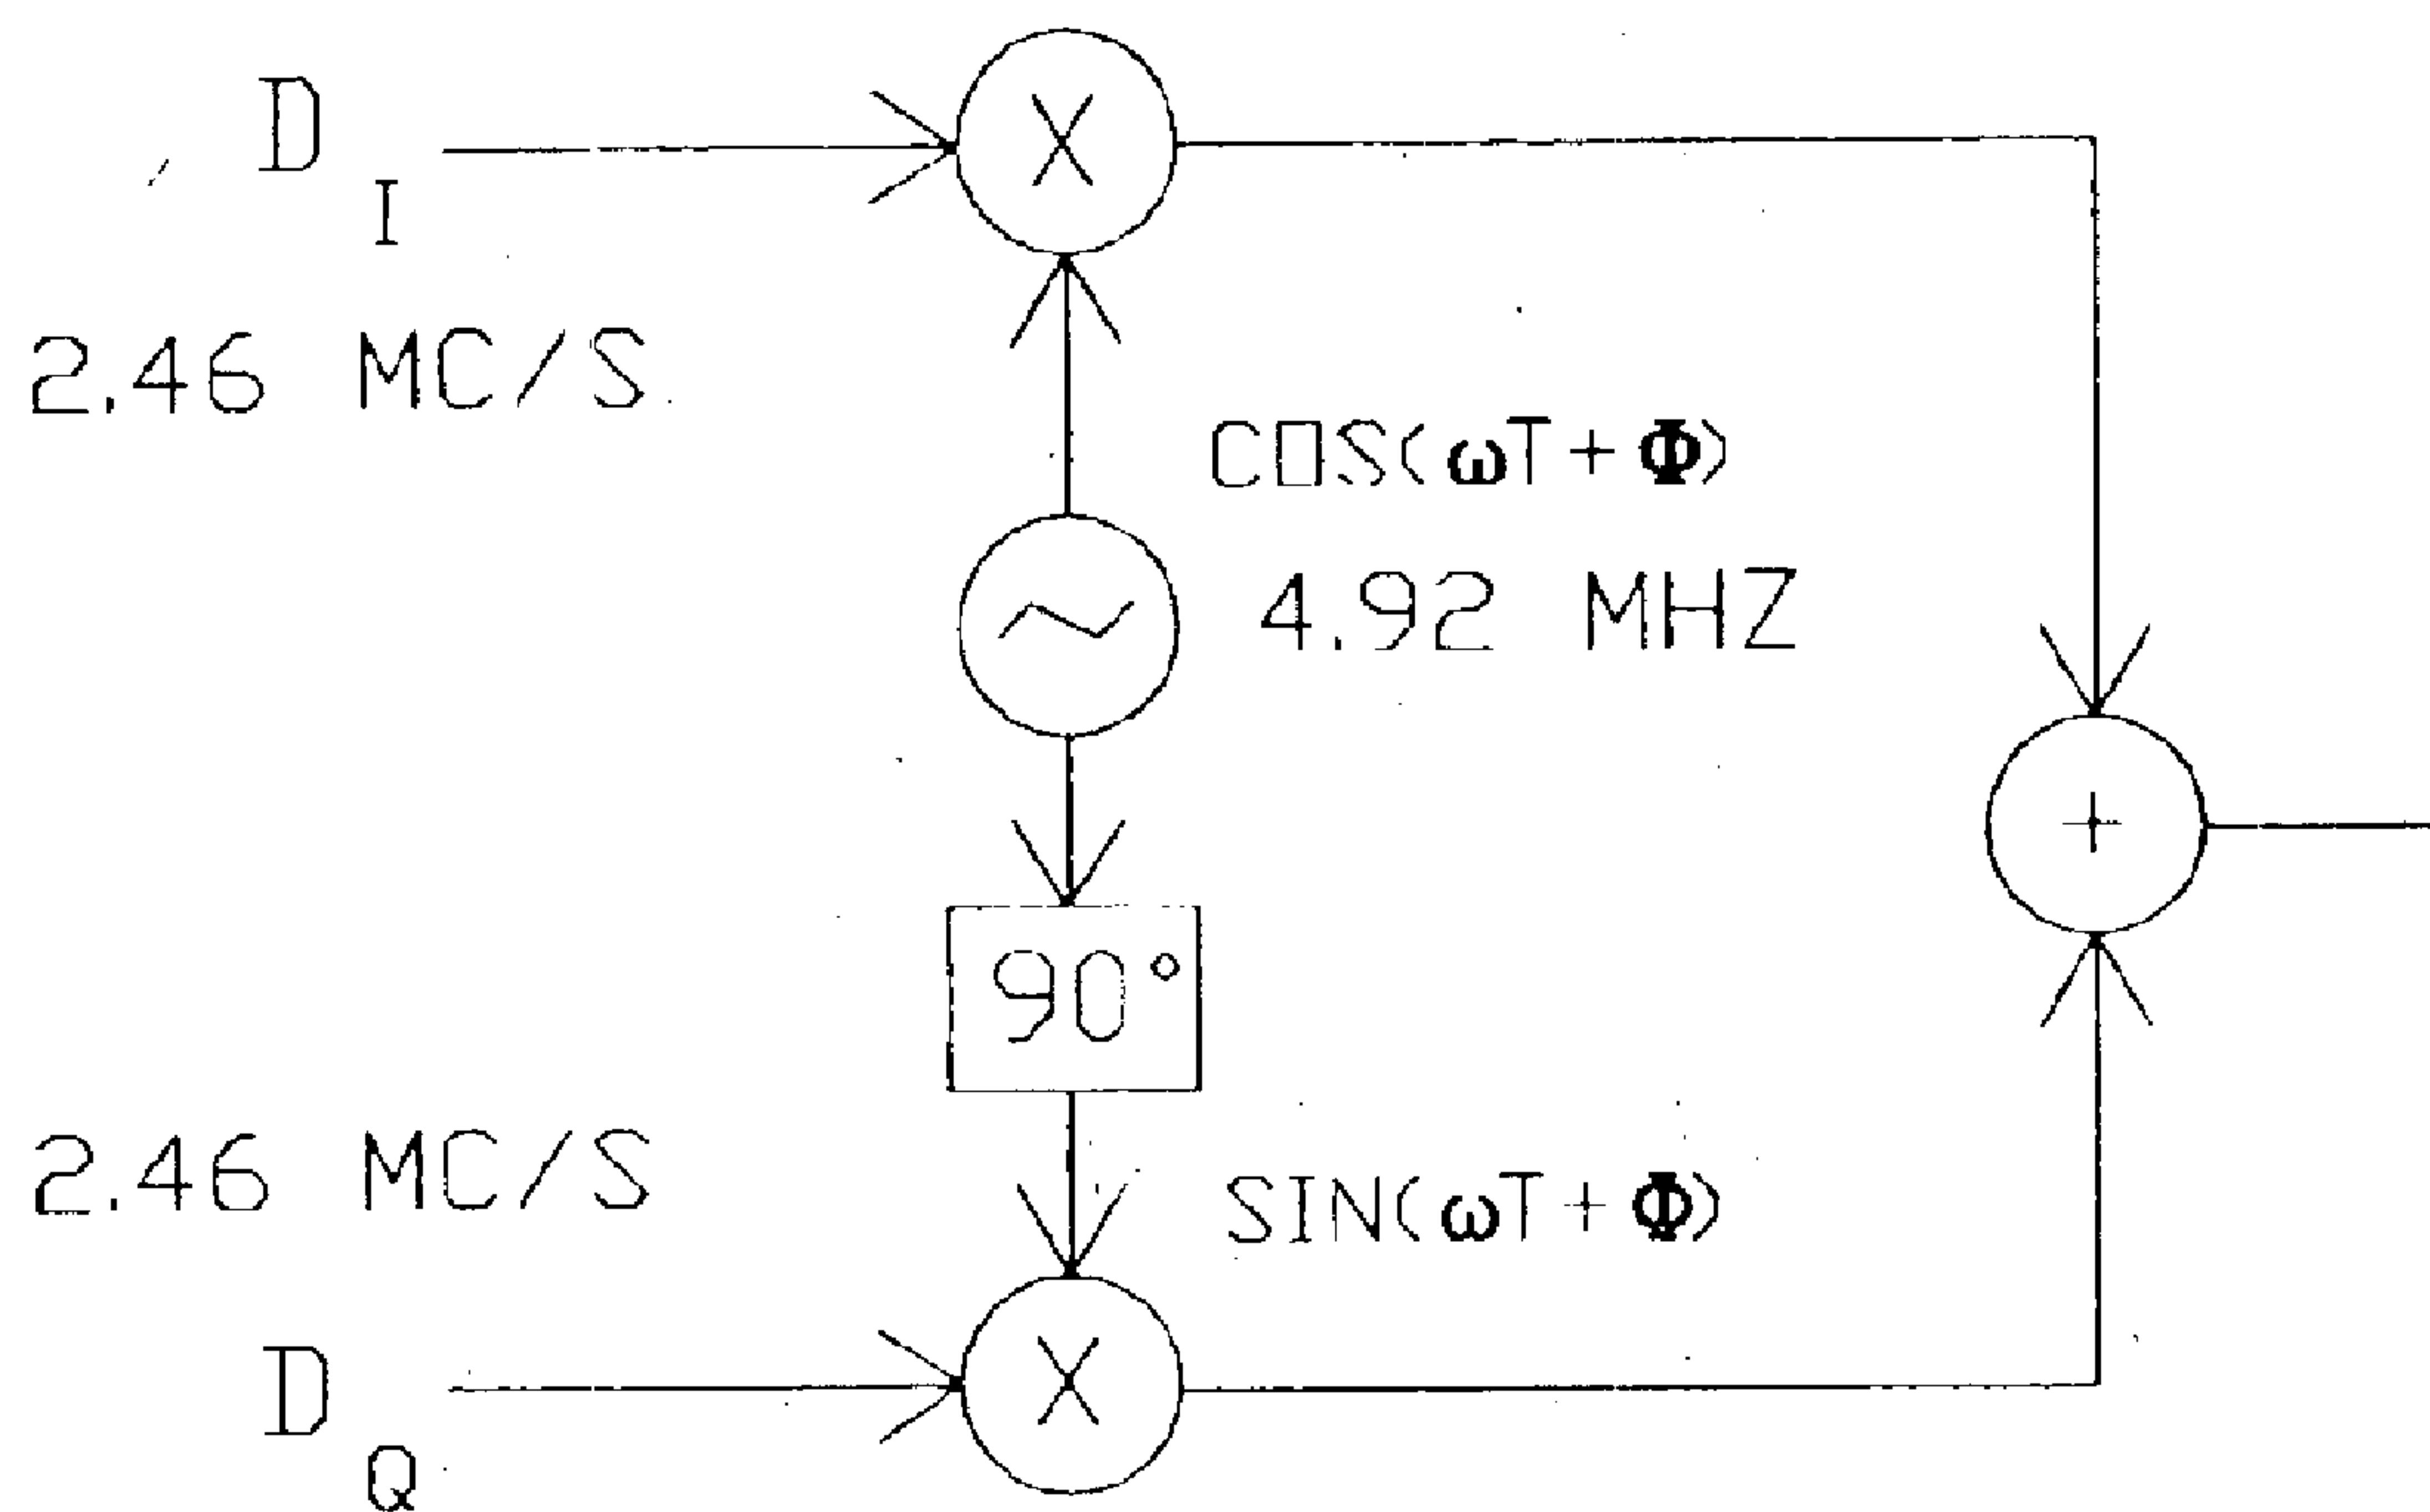 D
I
X
2.46 MC/S
COS(ωT + Φ)
4.92 MHZ
+
90°
2.46 MC/S
SIN(ωT + Φ)
X
D
Q